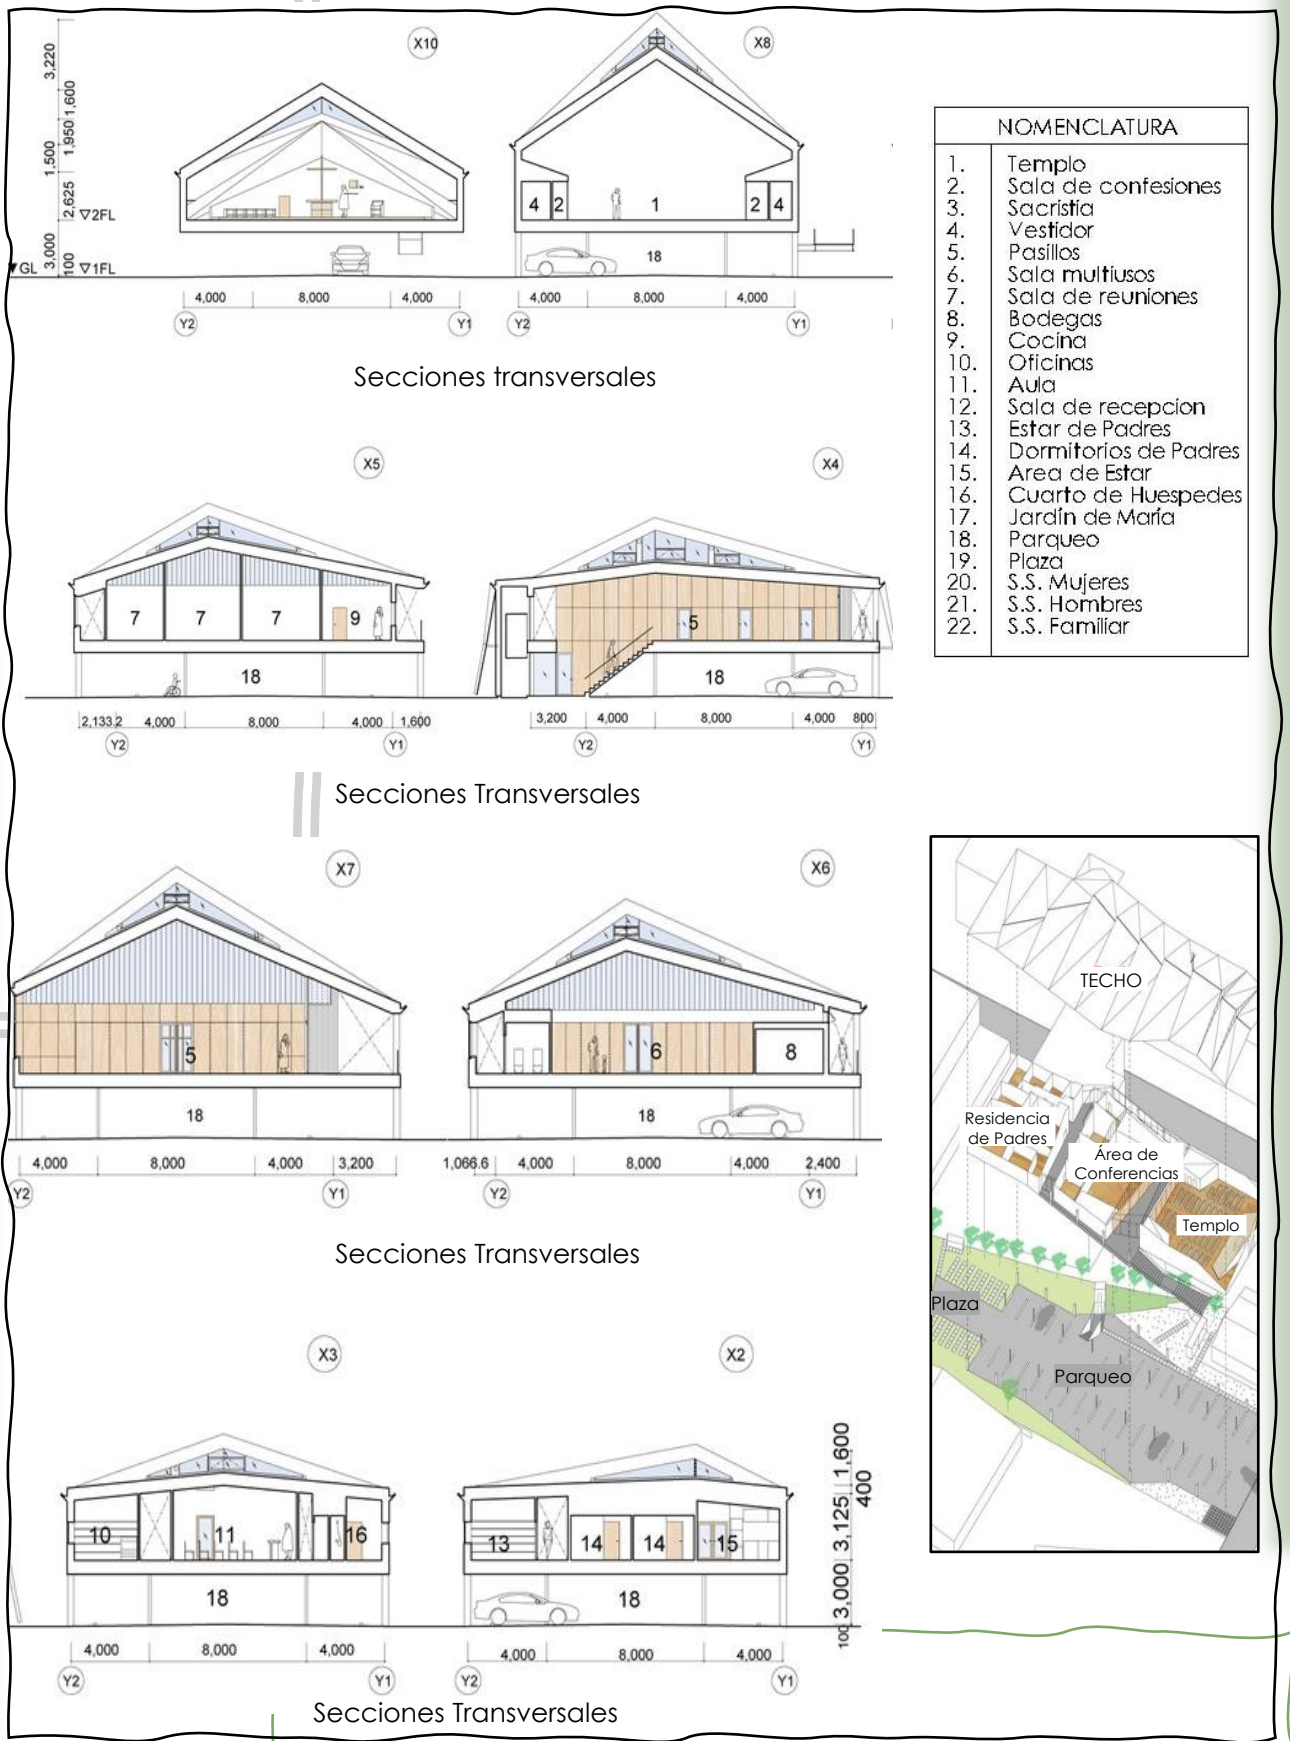 X10
X8
3,220
1,600
1,950
1,500
2,625
3,000
100
▽2FL
▼GL
▽1FL
4 2 1 2 4
18
4,000 8,000 4,000
4,000 8,000 4,000
Y2 Y1 Y2 Y1
Secciones transversales
NOMENCLATURA
1. Templo
2. Sala de confesiones
3. Sacristia
4. Vestidor
5. Pasillos
6. Sala multiusos
7. Sala de reuniones
8. Bodegas
9. Cocina
10. Oficinas
11. Aula
12. Sala de recepcion
13. Estar de Padres
14. Dormitorios de Padres
15. Area de Estar
16. Cuarto de Huespedes
17. Jardín de María
18. Parqueo
19. Plaza
20. S.S. Mujeres
21. S.S. Hombres
22. S.S. Familiar
X5
X4
7 7 7 9
5
18
18
2,133.2 4,000 8,000 4,000 1,600
3,200 4,000 8,000 4,000 800
Y2 Y1 Y2 Y1
Secciones Transversales
X7
X6
5
6 8
18
18
4,000 8,000 4,000 3,200
1,066.6 4,000 8,000 4,000 2,400
Y2 Y1 Y2 Y1
Secciones Transversales
TECHO
Residencia
de Padres
Área de
Conferencias
Templo
Plaza
Parqueo
X3
X2
10 11 16
13 14 14 15
18
18
1,600
400
3,125
3,000
100
4,000 8,000 4,000
4,000 8,000 4,000
Y2 Y1 Y2 Y1
Secciones Transversales